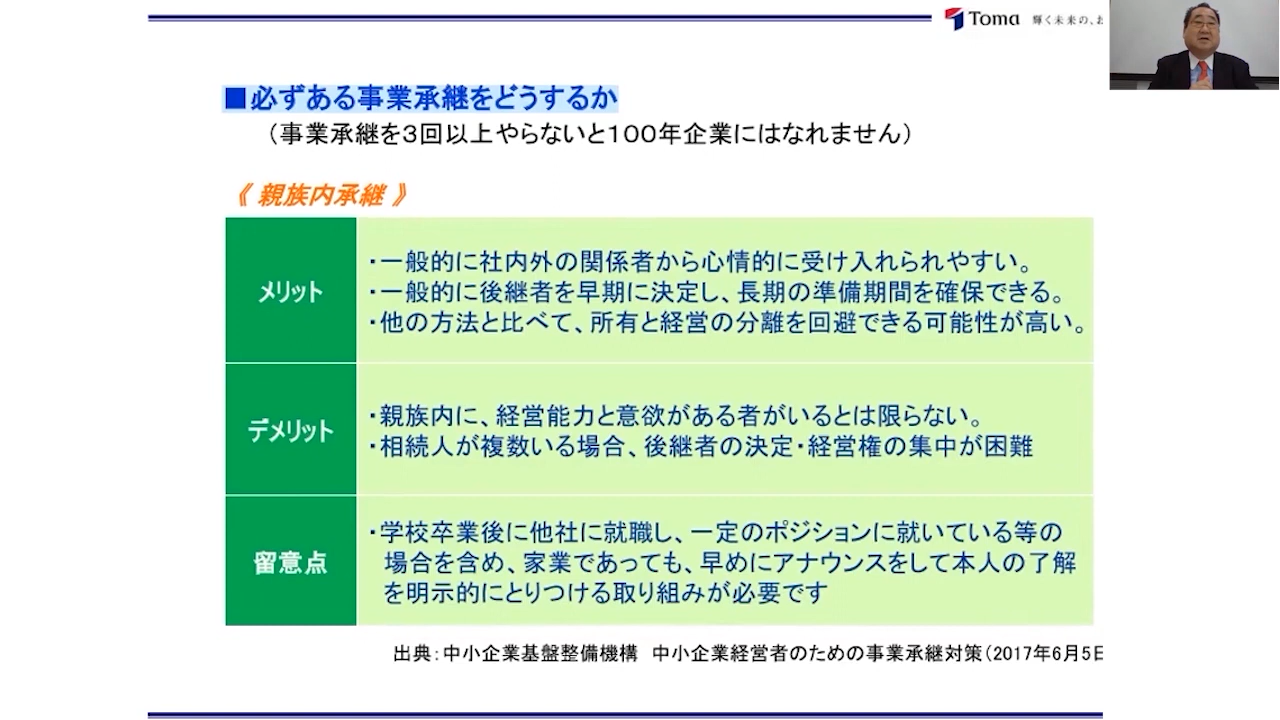 Toma 輝く未来の、お
■必ずある事業承継をどうするか
（事業承継を３回以上やらないと１００年企業にはなれません）
《 親族内承継 》
メリット
・一般的に社内外の関係者から心情的に受け入れられやすい。
・一般的に後継者を早期に決定し、長期の準備期間を確保できる。
・他の方法と比べて、所有と経営の分離を回避できる可能性が高い。
デメリット
・親族内に、経営能力と意欲がある者がいるとは限らない。
・相続人が複数いる場合、後継者の決定・経営権の集中が困難
留意点
・学校卒業後に他社に就職し、一定のポジションに就いている等の
場合を含め、家業であっても、早めにアナウンスをして本人の了解
を明示的にとりつける取り組みが必要です
出典：中小企業基盤整備機構　中小企業経営者のための事業承継対策（2017年6月5日